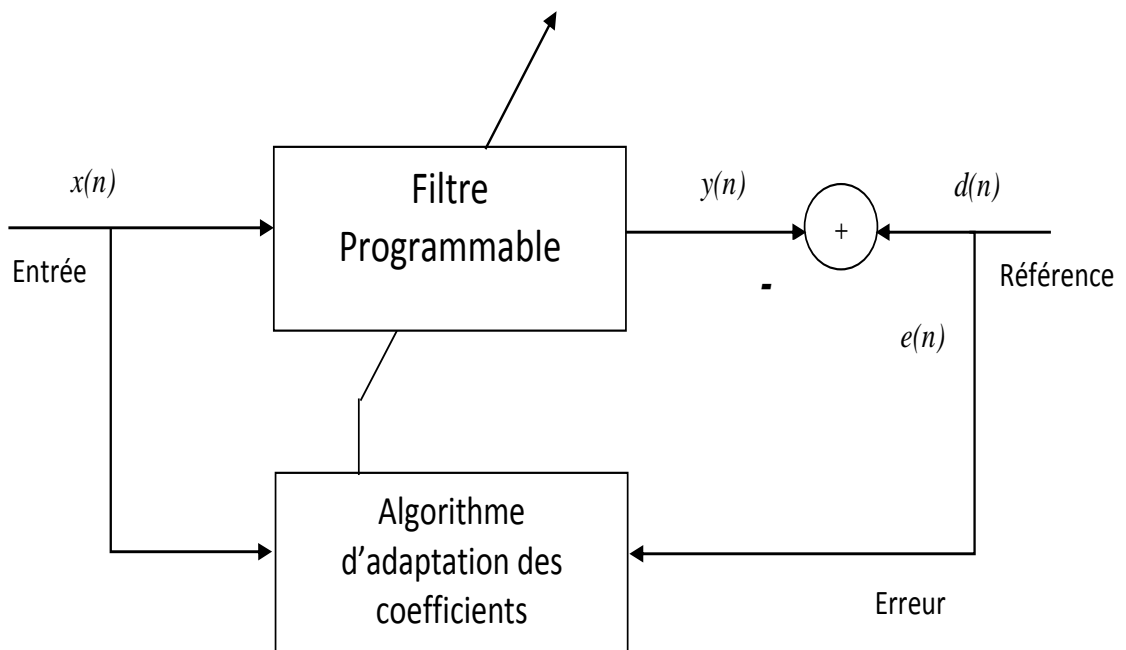 x(n)
Entrée
Filtre
Programmable
y(n)
+
-
d(n)
Référence
e(n)
Algorithme
d’adaptation des
coefficients
Erreur